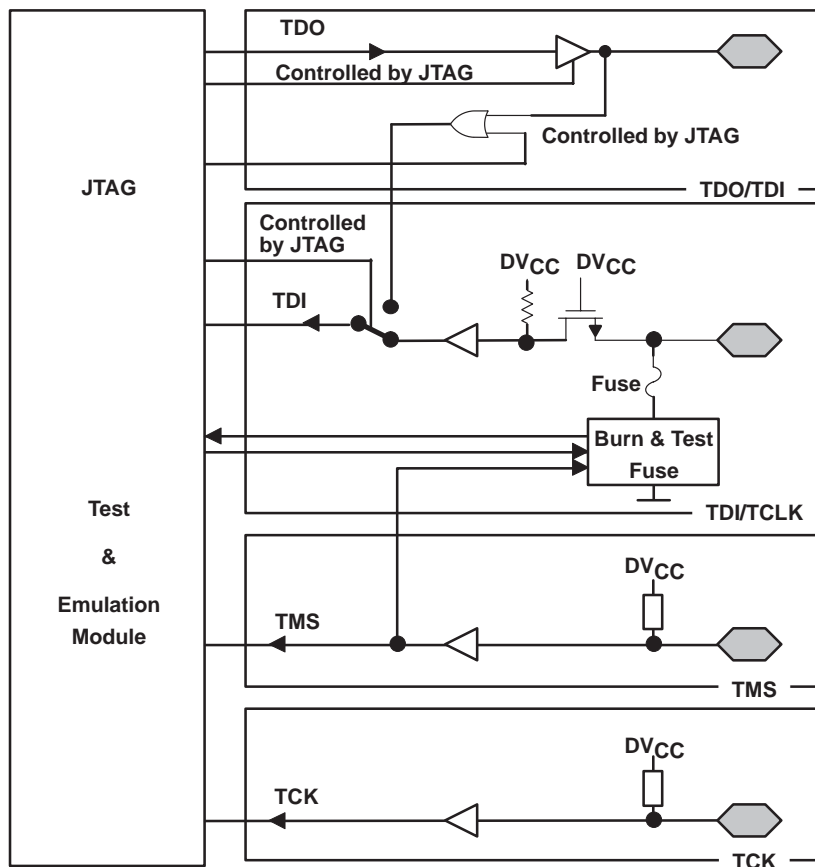 TDO
Controlled by JTAG
Controlled by JTAG
TDO/TDI
JTAG
Controlled
by JTAG
TDI
DVCC
DVCC
Fuse
Burn & Test
Fuse
TDI/TCLK
Test
&
Emulation
Module
DVCC
TMS
TMS
DVCC
TCK
TCK